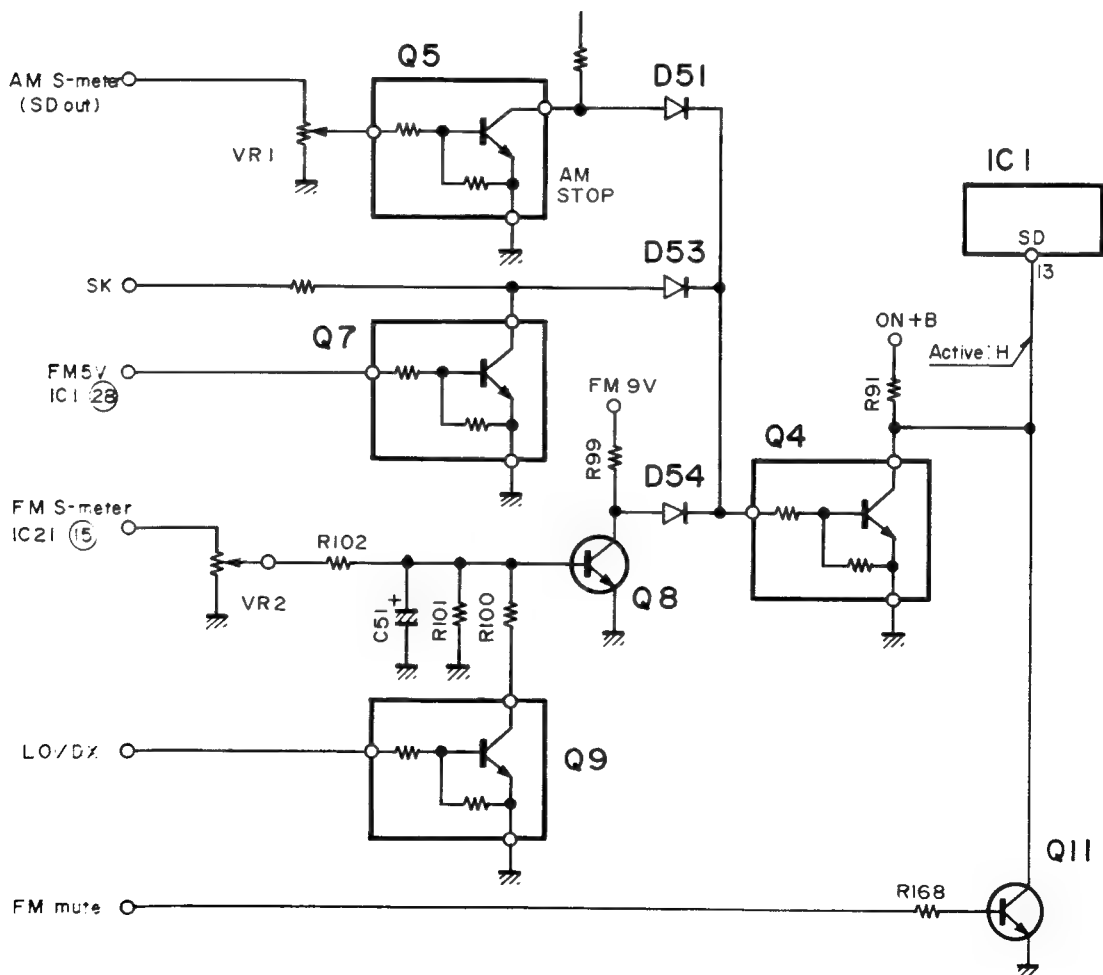 Q5
AM S-meter
(SD out)
VR1
AM
STOP
D51
IC1
SD
13
SK
D53
Q7
FM5V
IC1 28
FM 9V
R99
ON+B
R91
Active: H
D54
Q4
FM S-meter
IC21 15
VR2
R102
C51
+
R101
R100
Q8
LO/DX
Q9
FM mute
R168
Q11